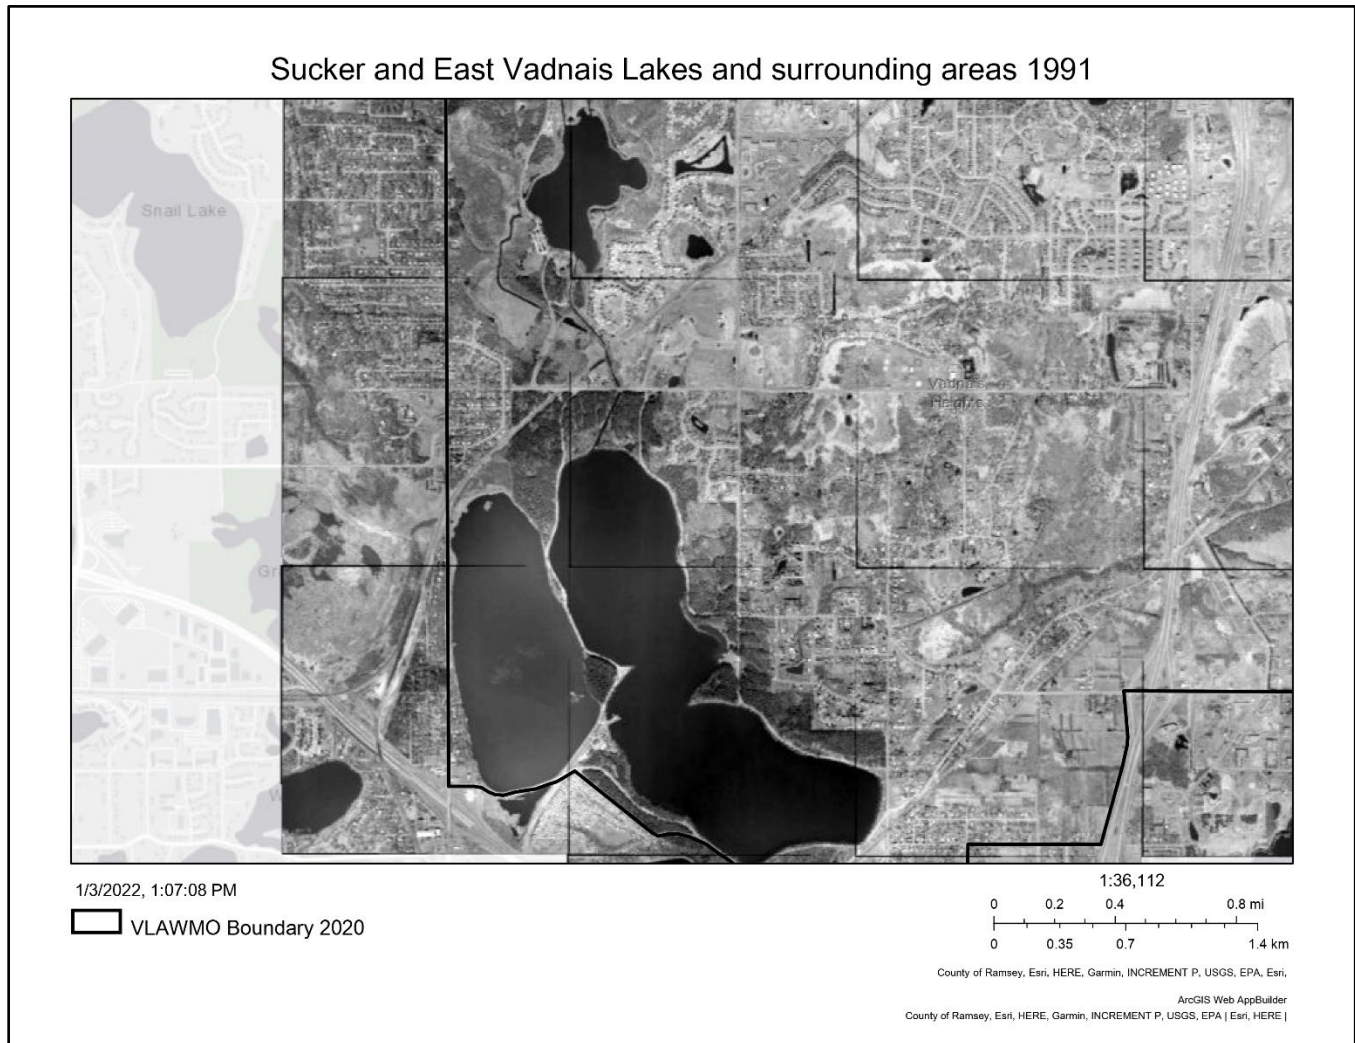 Sucker and East Vadnais Lakes and surrounding areas 1991
Snail Lake
Vadnais
Heights
Gr
W
1/3/2022, 1:07:08 PM
VLAWMO Boundary 2020
1:36,112
0 0.2 0.4 0.8 mi
0 0.35 0.7 1.4 km
County of Ramsey, Esri, HERE, Garmin, INCREMENT P, USGS, EPA, Esri,
ArcGIS Web AppBuilder
County of Ramsey, Esri, HERE, Garmin, INCREMENT P, USGS, EPA | Esri, HERE |